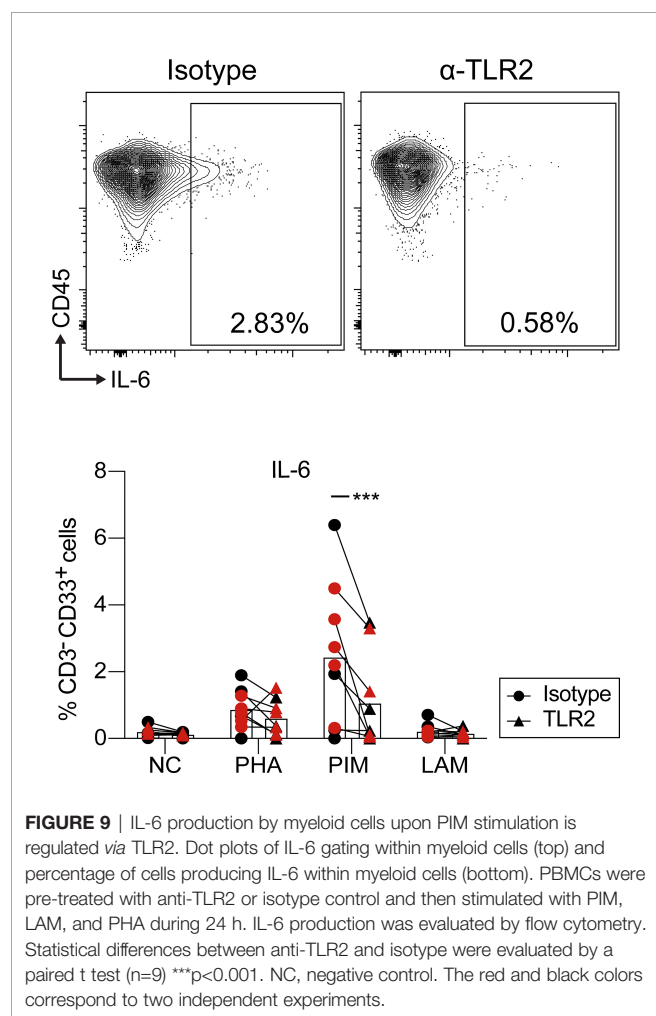 Isotype
α-TLR2
CD45
2.83%
0.58%
IL-6
IL-6
8
6
4
2
0
% CD3- CD33+ cells
***
NC
PHA
PIM
LAM
Isotype
TLR2
FIGURE 9 | IL-6 production by myeloid cells upon PIM stimulation is
regulated via TLR2. Dot plots of IL-6 gating within myeloid cells (top) and
percentage of cells producing IL-6 within myeloid cells (bottom). PBMCs were
pre-treated with anti-TLR2 or isotype control and then stimulated with PIM,
LAM, and PHA during 24 h. IL-6 production was evaluated by flow cytometry.
Statistical differences between anti-TLR2 and isotype were evaluated by a
paired t test (n=9) ***p<0.001. NC, negative control. The red and black colors
correspond to two independent experiments.